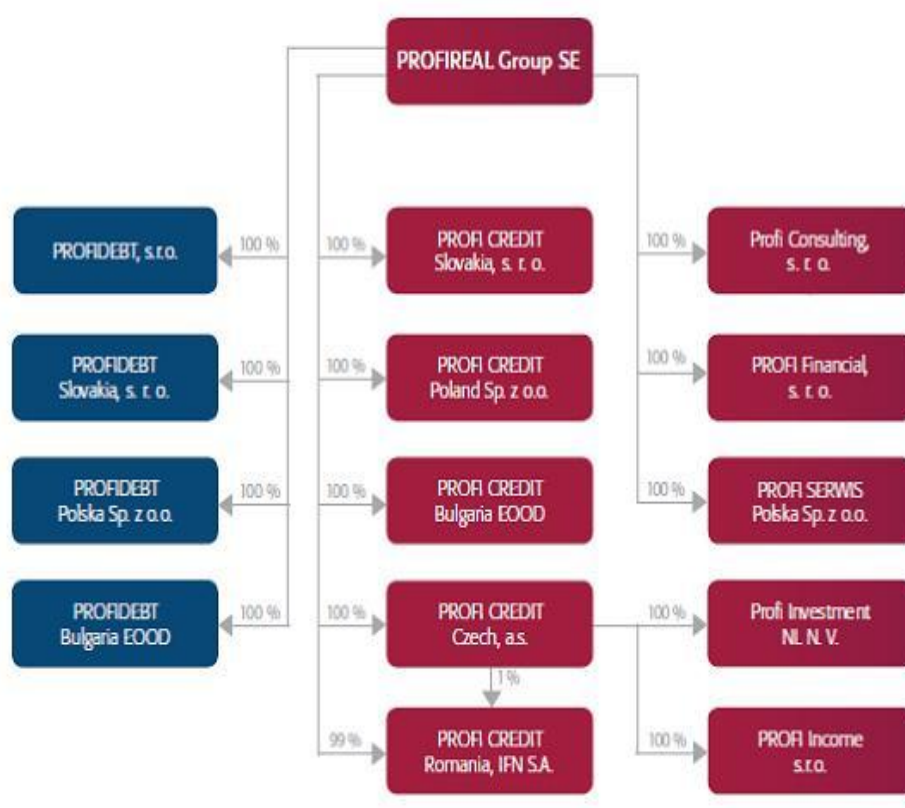 PROFIREAL Group SE
PROFIDEBT, s.r.o.
100 %
100 %
PROFI CREDIT
Slovakia, s. r. o.
100 %
Profi Consulting,
s. r. o.
PROFIDEBT
Slovakia, s. r. o.
100 %
100 %
PROFI CREDIT
Poland Sp. z o.o.
100 %
PROFI Financial,
s. r. o.
PROFIDEBT
Polska Sp. z o.o.
100 %
100 %
PROFI CREDIT
Bulgaria EOOD
100 %
PROFI SERWIS
Polska Sp. z o.o.
PROFIDEBT
Bulgaria EOOD
100 %
100 %
PROFI CREDIT
Czech, a.s.
100 %
Profi Investment
NL N. V.
1 %
99 %
PROFI CREDIT
Romania, IFN S.A.
100 %
PROFI Income
s.r.o.